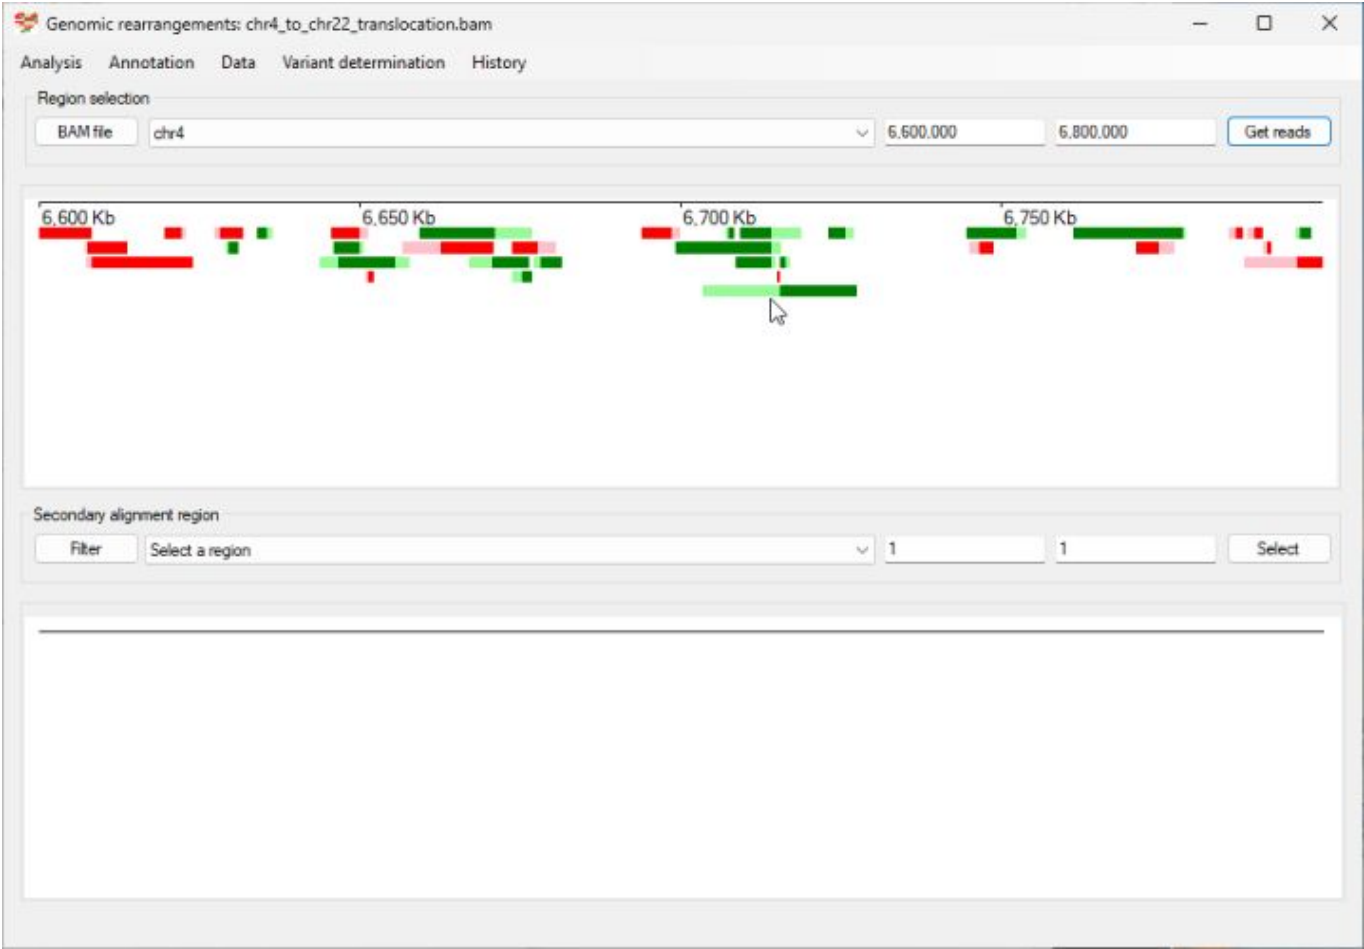 Genomic rearrangements: chr4_to_chr22_translocation.bam
Analysis Annotation Data Variant determination History
Region selection
BAM file chr4 6,600,000 6,800,000 Get reads
6,600 Kb 6,650 Kb 6,700 Kb 6,750 Kb
Secondary alignment region
Filter Select a region 1 1 Select